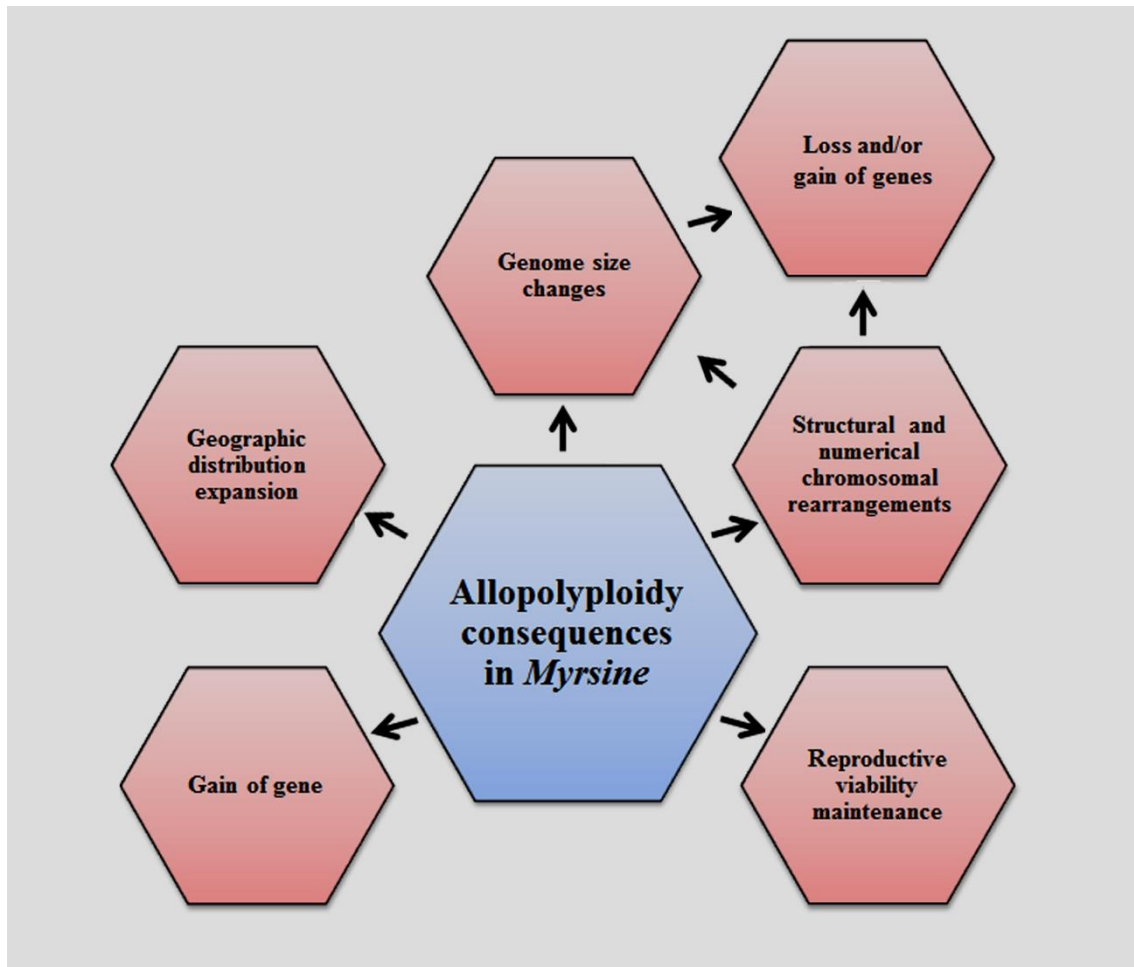 Loss and/or
gain of genes
Genome size
changes
Geographic
distribution
expansion
Structural and
numerical
chromosomal
rearrangements
Allopolyploidy
consequences
in Myrsine
Gain of gene
Reproductive
viability
maintenance